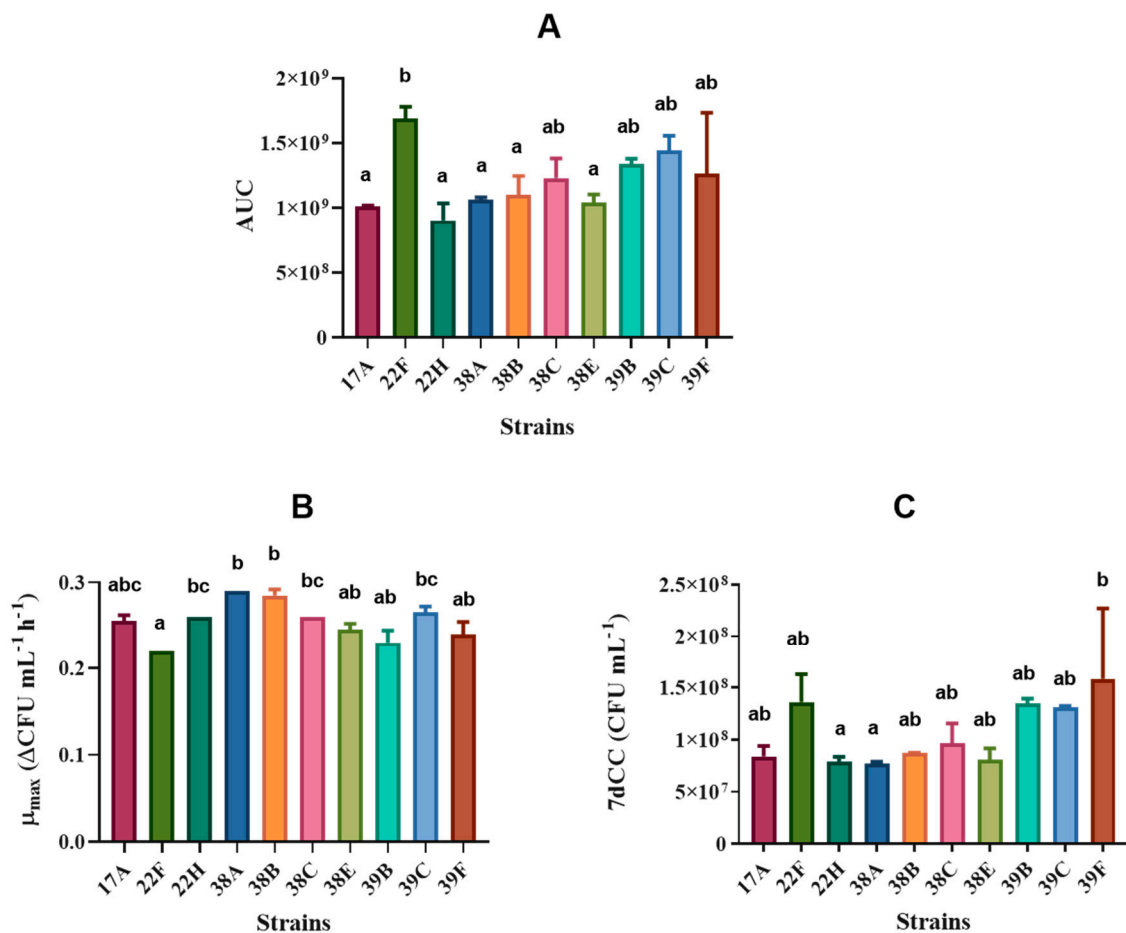 A
AUC
2×10⁹
1.5×10⁹
1×10⁹
5×10⁸
0
a
b
a
a
a
ab
a
ab
ab
ab
17A
22F
22H
38A
38B
38C
38E
39B
39C
39F
Strains
B
μmax (ΔCFU mL⁻¹ h⁻¹)
0.3
0.2
0.1
0.0
abc
a
bc
b
b
bc
ab
ab
bc
ab
17A
22F
22H
38A
38B
38C
38E
39B
39C
39F
Strains
C
7dCC (CFU mL⁻¹)
2.5×10⁸
2×10⁸
1.5×10⁸
1×10⁸
5×10⁷
0
ab
ab
a
a
ab
ab
ab
ab
ab
b
17A
22F
22H
38A
38B
38C
38E
39B
39C
39F
Strains